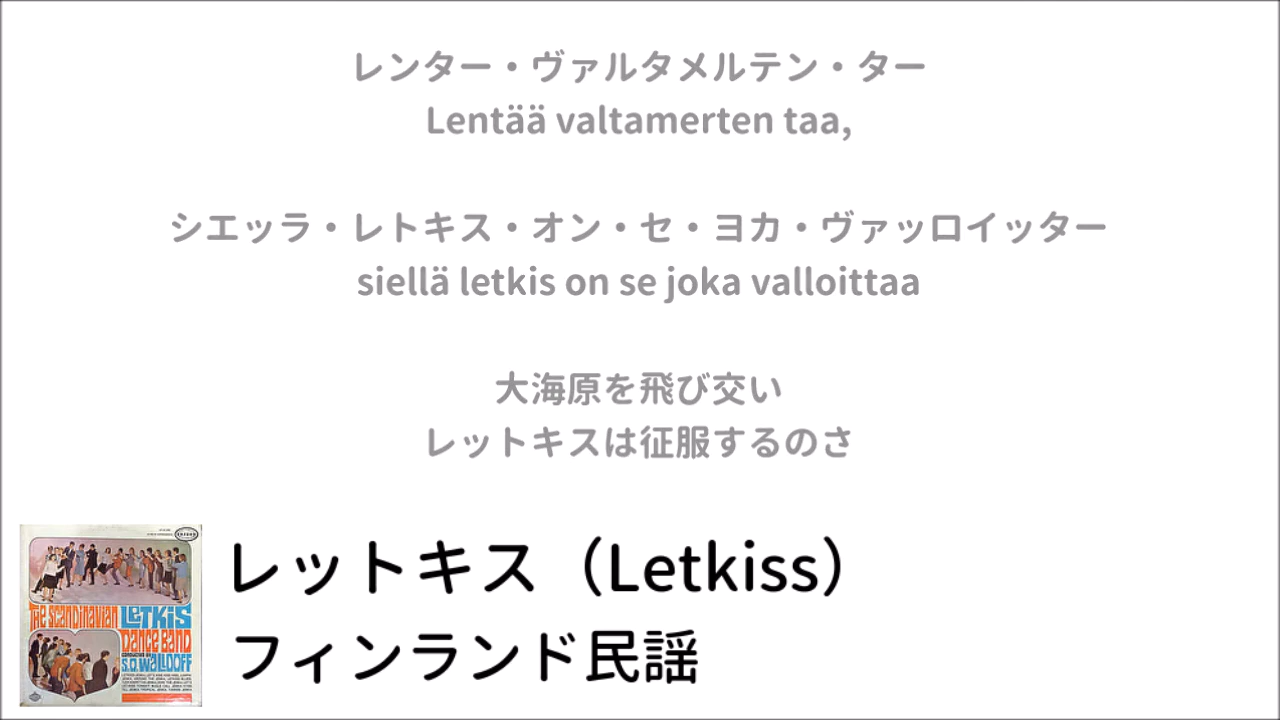 レンター・ヴァルタメルテン・ター
Lentää valtamerten taa,
シエッラ・レトキス・オン・セ・ヨカ・ヴァッロイッター
siellä letkis on se joka valloittaa
大海原を飛び交い
レットキスは征服するのさ
レットキス（Letkiss）
フィンランド民謡
THE SCANDINAVIAN
LETKIS
DANCE BAND
S.O. WALLDOFF